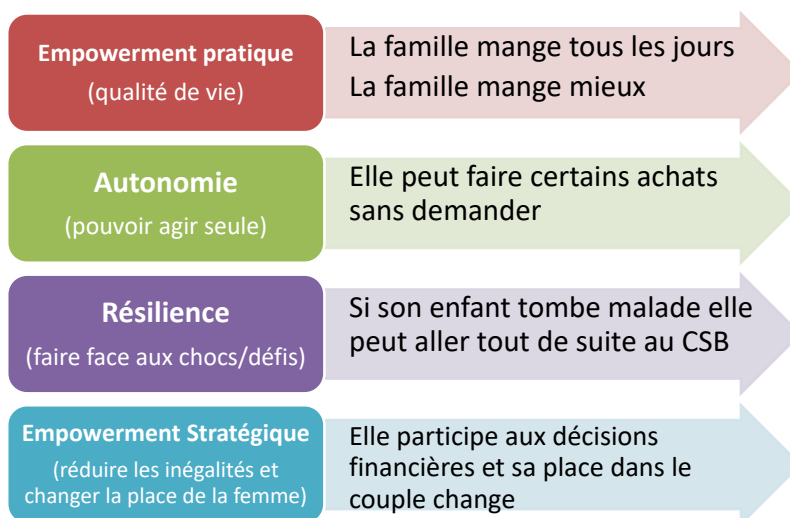 Empowerment pratique
(qualité de vie)
La famille mange tous les jours
La famille mange mieux
Autonomie
(pouvoir agir seule)
Elle peut faire certains achats
sans demander
Résilience
(faire face aux chocs/défis)
Si son enfant tombe malade elle
peut aller tout de suite au CSB
Empowerment Stratégique
(réduire les inégalités et
changer la place de la femme)
Elle participe aux décisions
financières et sa place dans le
couple change